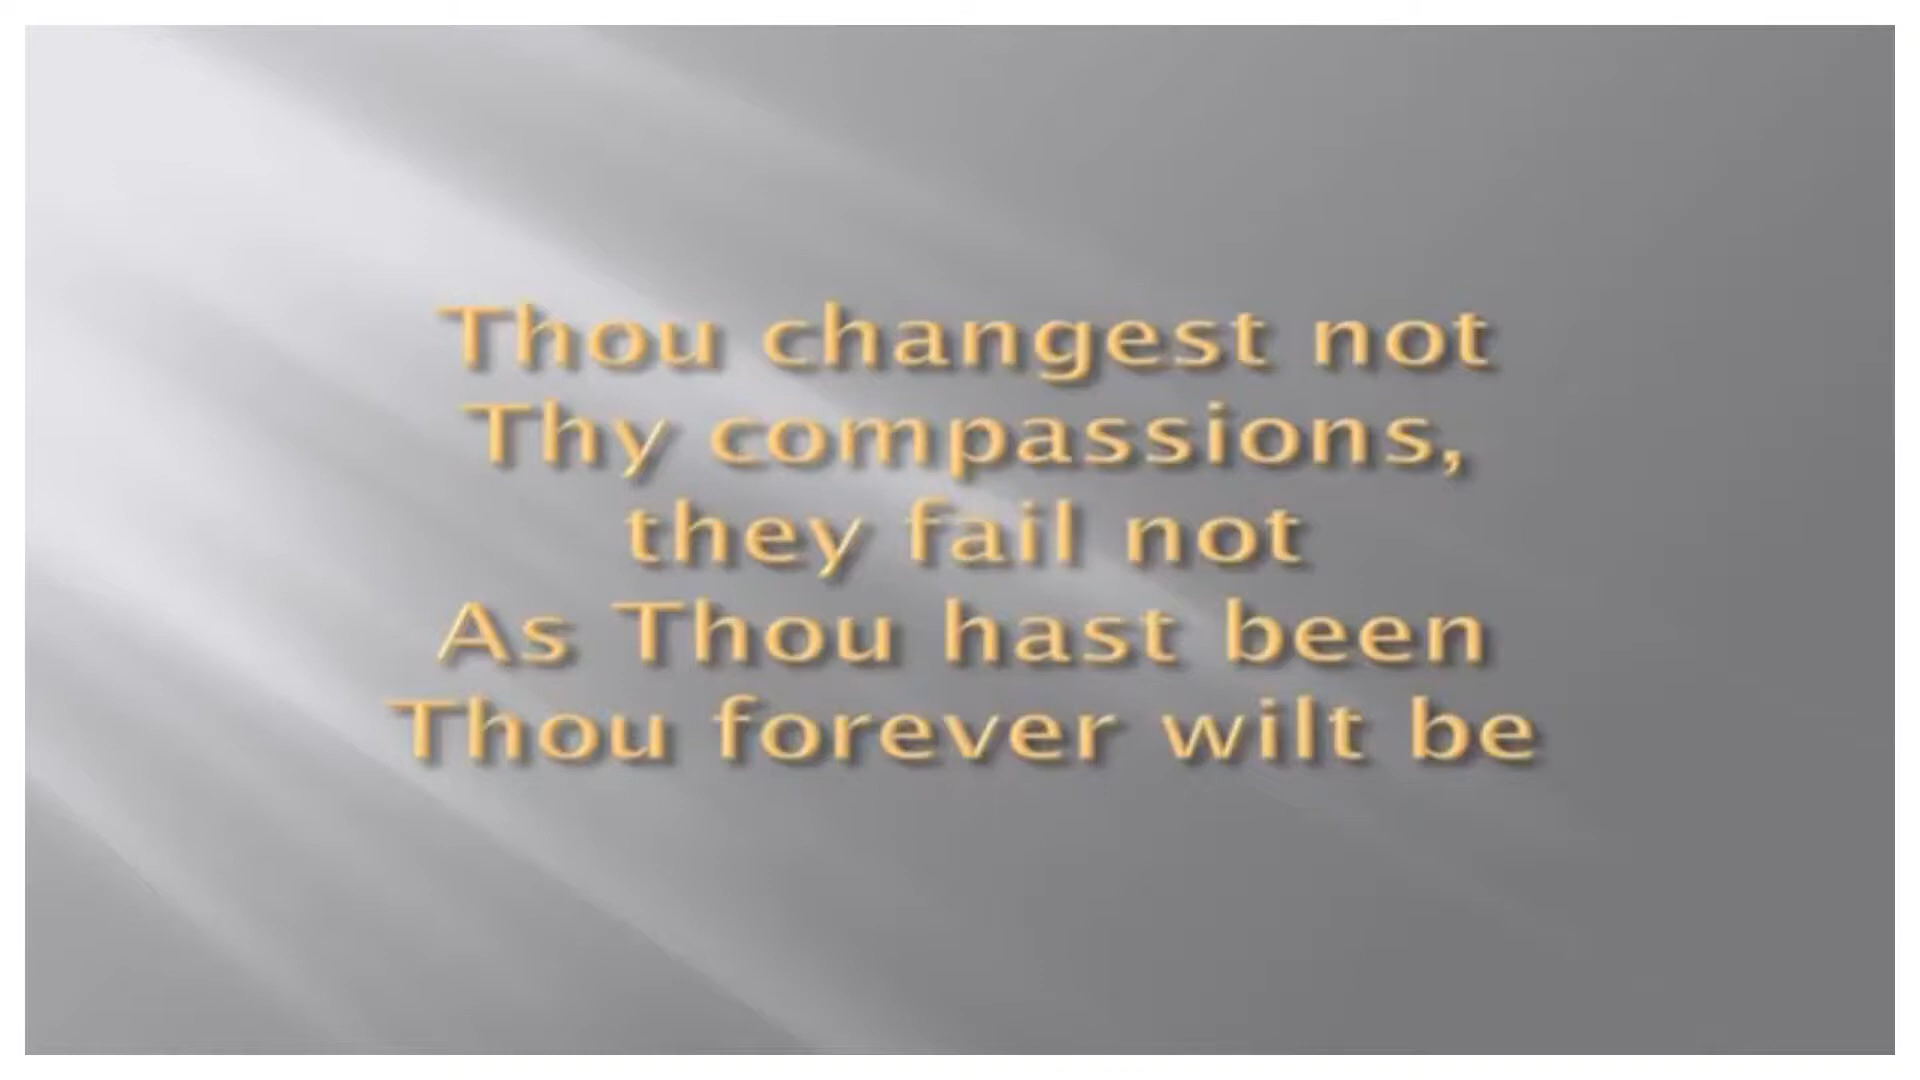 Thou changest not
Thy compassions,
they fail not
As Thou hast been
Thou forever wilt be